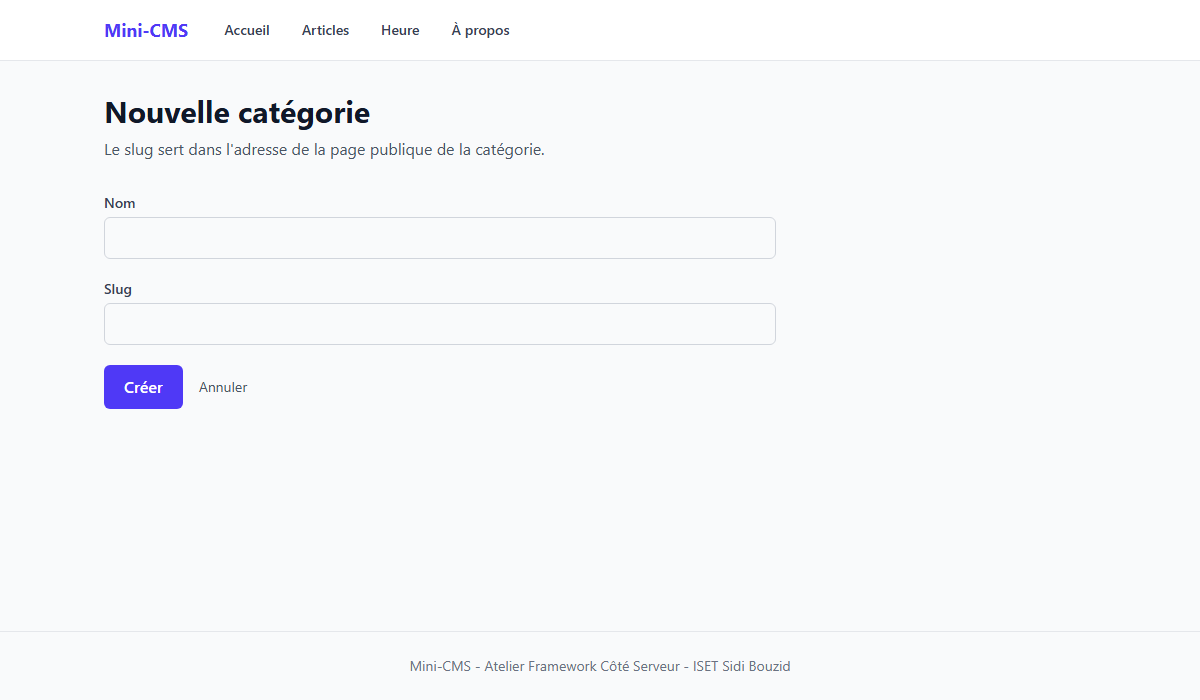 Mini-CMS Accueil Articles Heure À propos
Nouvelle catégorie
Le slug sert dans l'adresse de la page publique de la catégorie.
Nom
Slug
Créer Annuler
Mini-CMS - Atelier Framework Côté Serveur - ISET Sidi Bouzid